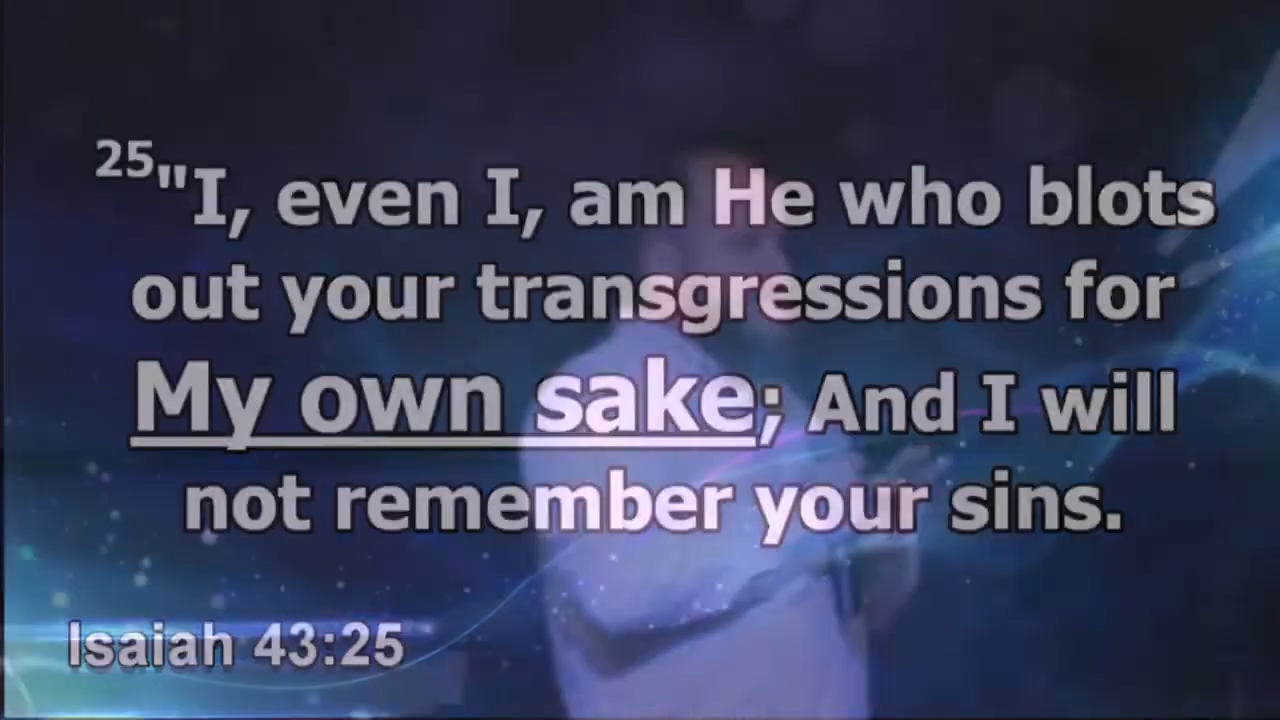 25"I, even I, am He who blots
out your transgressions for
My own sake; And I will
not remember your sins.
Isaiah 43:25